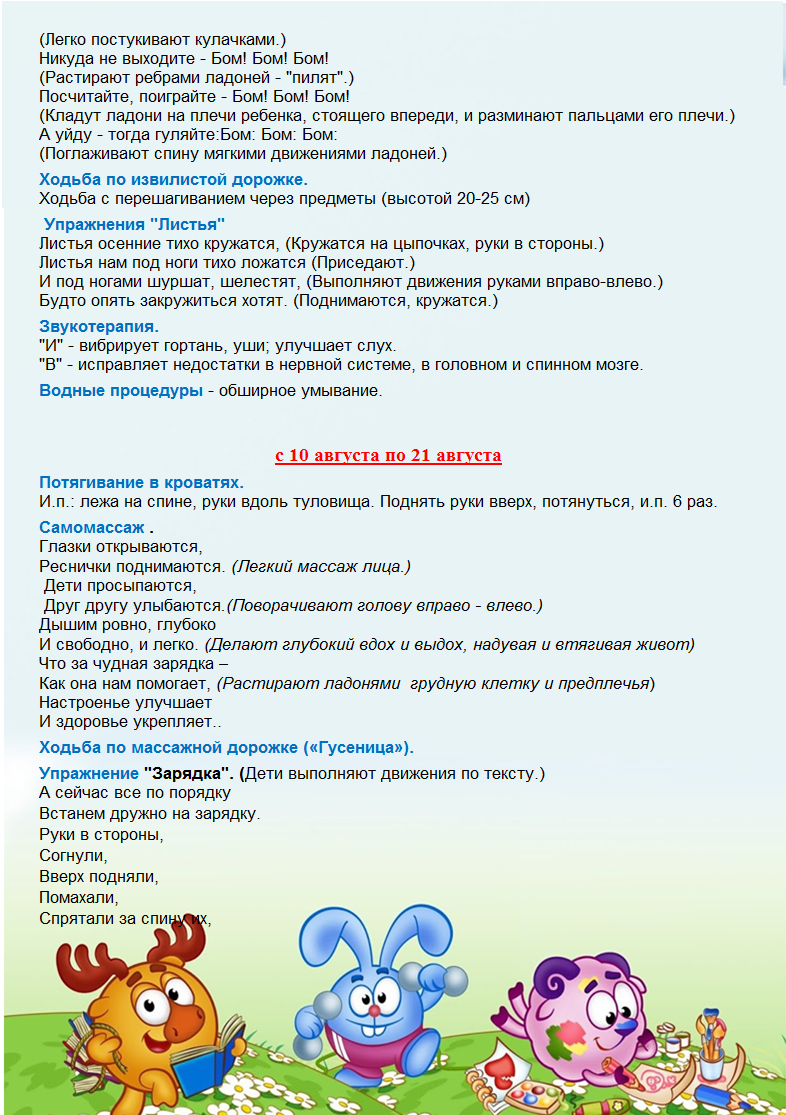 (Легко постукивают кулачками.)
Никуда не выходите - Бом! Бом! Бом!
(Растирают ребрами ладоней - "пилят".)
Посчитайте, поиграйте - Бом! Бом! Бом!
(Кладут ладони на плечи ребенка, стоящего впереди, и разминают пальцами его плечи.)
А уйду - тогда гуляйте:Бом: Бом: Бом:
(Поглаживают спину мягкими движениями ладоней.)
Ходьба по извилистой дорожке.
Ходьба с перешагиванием через предметы (высотой 20-25 см)
Упражнения "Листья"
Листья осенние тихо кружатся, (Кружатся на цыпочках, руки в стороны.)
Листья нам под ноги тихо ложатся (Приседают.)
И под ногами шуршат, шелестят, (Выполняют движения руками вправо-влево.)
Будто опять закружиться хотят. (Поднимаются, кружатся.)
Звукотерапия.
"И" - вибрирует гортань, уши; улучшает слух.
"В" - исправляет недостатки в нервной системе, в головном и спинном мозге.
Водные процедуры - обширное умывание.
с 10 августа по 21 августа
Потягивание в кроватях.
И.п.: лежа на спине, руки вдоль туловища. Поднять руки вверх, потянуться, и.п. 6 раз.
Самомассаж .
Глазки открываются,
Реснички поднимаются. (Легкий массаж лица.)
Дети просыпаются,
Друг другу улыбаются.(Поворачивают голову вправо - влево.)
Дышим ровно, глубоко
И свободно, и легко. (Делают глубокий вдох и выдох, надувая и втягивая живот)
Что за чудная зарядка –
Как она нам помогает, (Растирают ладонями  грудную клетку и предплечья)
Настроенье улучшает
И здоровье укрепляет..
Ходьба по массажной дорожке («Гусеница»).
Упражнение "Зарядка". (Дети выполняют движения по тексту.)
А сейчас все по порядку
Встанем дружно на зарядку.
Руки в стороны,
Согнули,
Вверх подняли,
Помахали,
Спрятали за спину их,